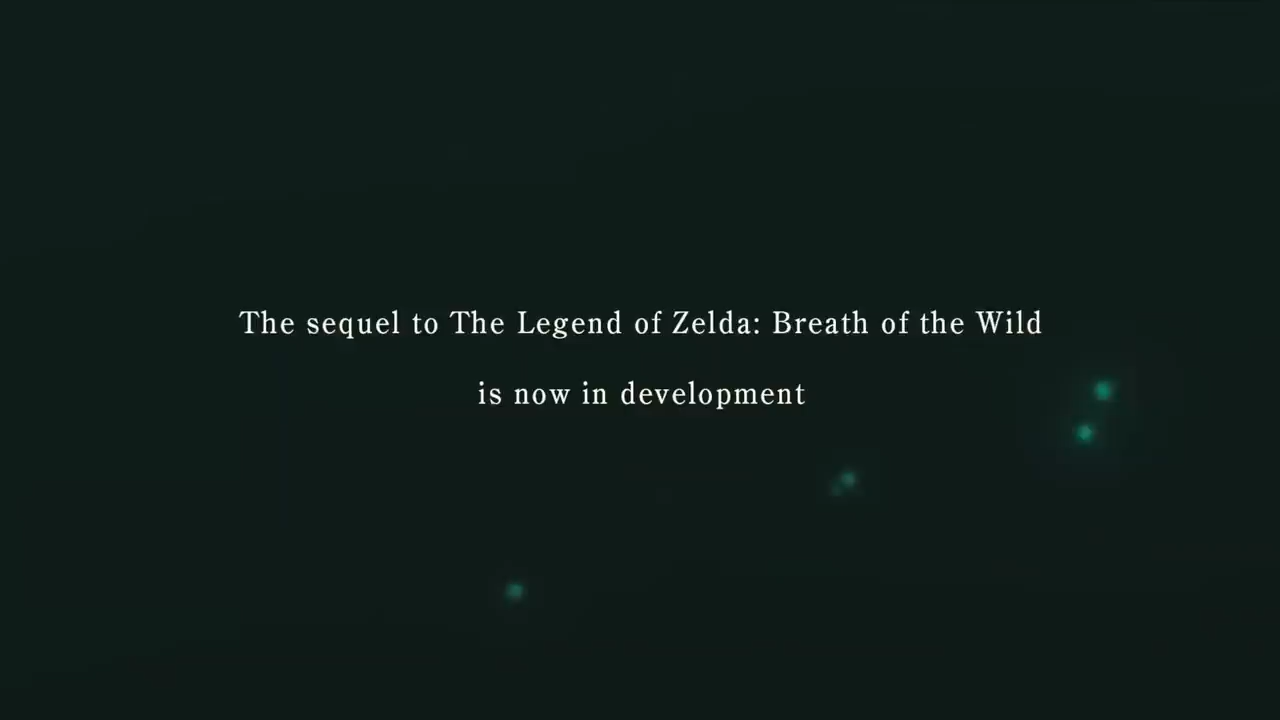 The sequel to The Legend of Zelda: Breath of the Wild
is now in development